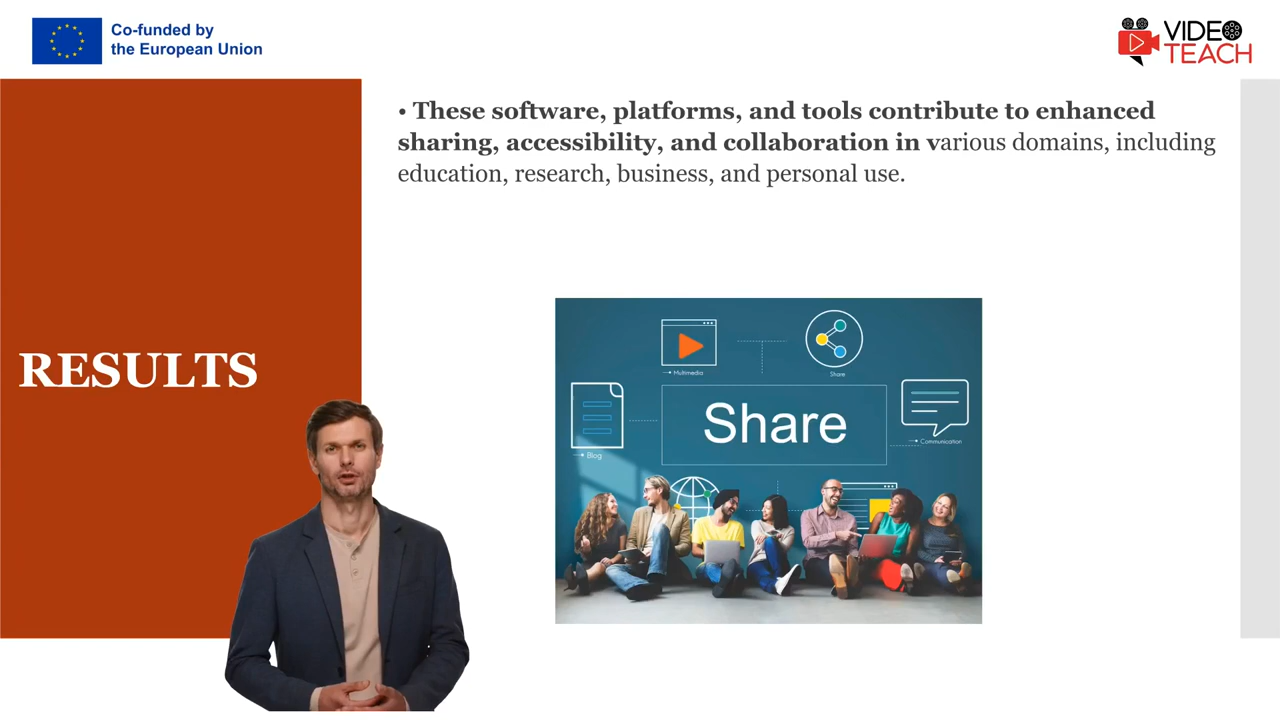 Co-funded by
the European Union
VIDEO
TEACH
• These software, platforms, and tools contribute to enhanced
sharing, accessibility, and collaboration in various domains, including
education, research, business, and personal use.
RESULTS
Multimedia
Share
Share
Blog
Communication